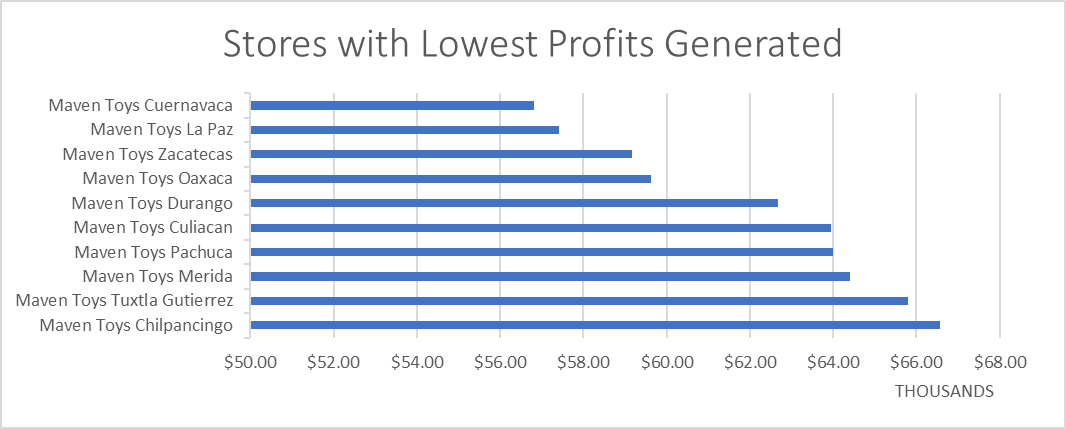 Stores with Lowest Profits Generated
Maven Toys Cuernavaca
Maven Toys La Paz
Maven Toys Zacatecas
Maven Toys Oaxaca
Maven Toys Durango
Maven Toys Culiacan
Maven Toys Pachuca
Maven Toys Merida
Maven Toys Tuxtla Gutierrez
Maven Toys Chilpancingo
$50.00 $52.00 $54.00 $56.00 $58.00 $60.00 $62.00 $64.00 $66.00 $68.00
THOUSANDS